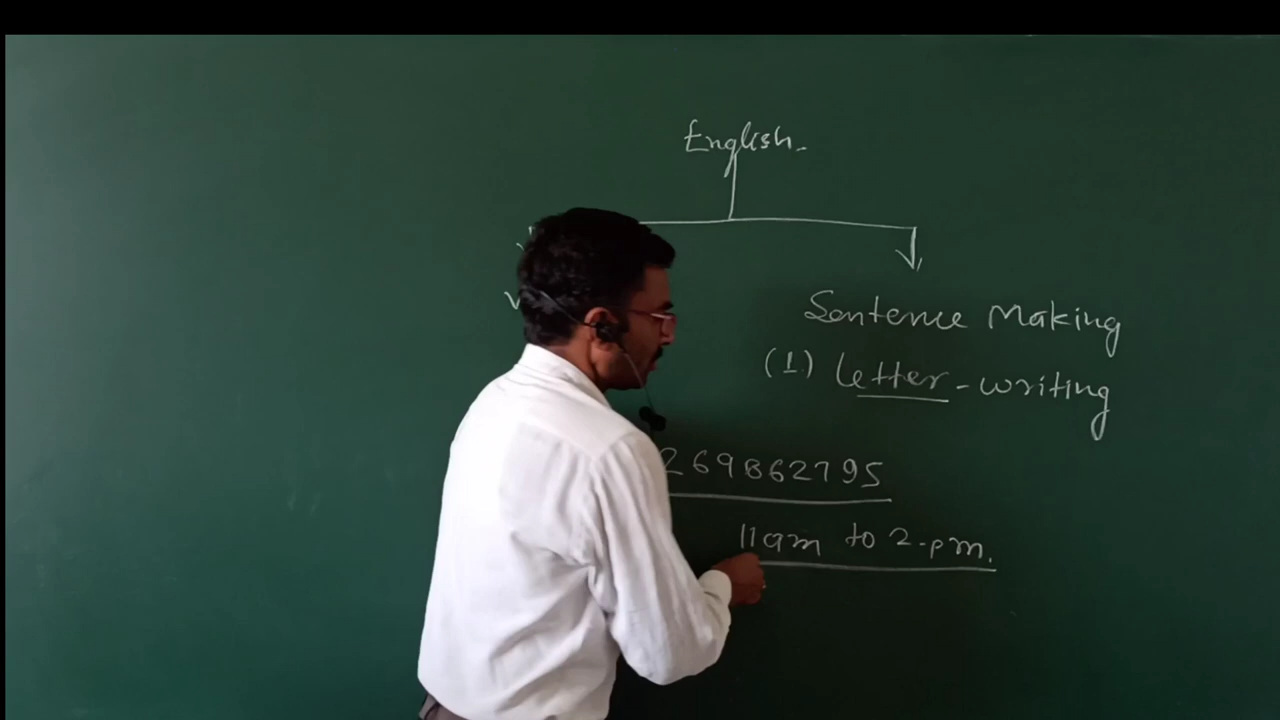 English.
Sentence Making
(1.) letter-writing
269862795
11am to 2.pm.